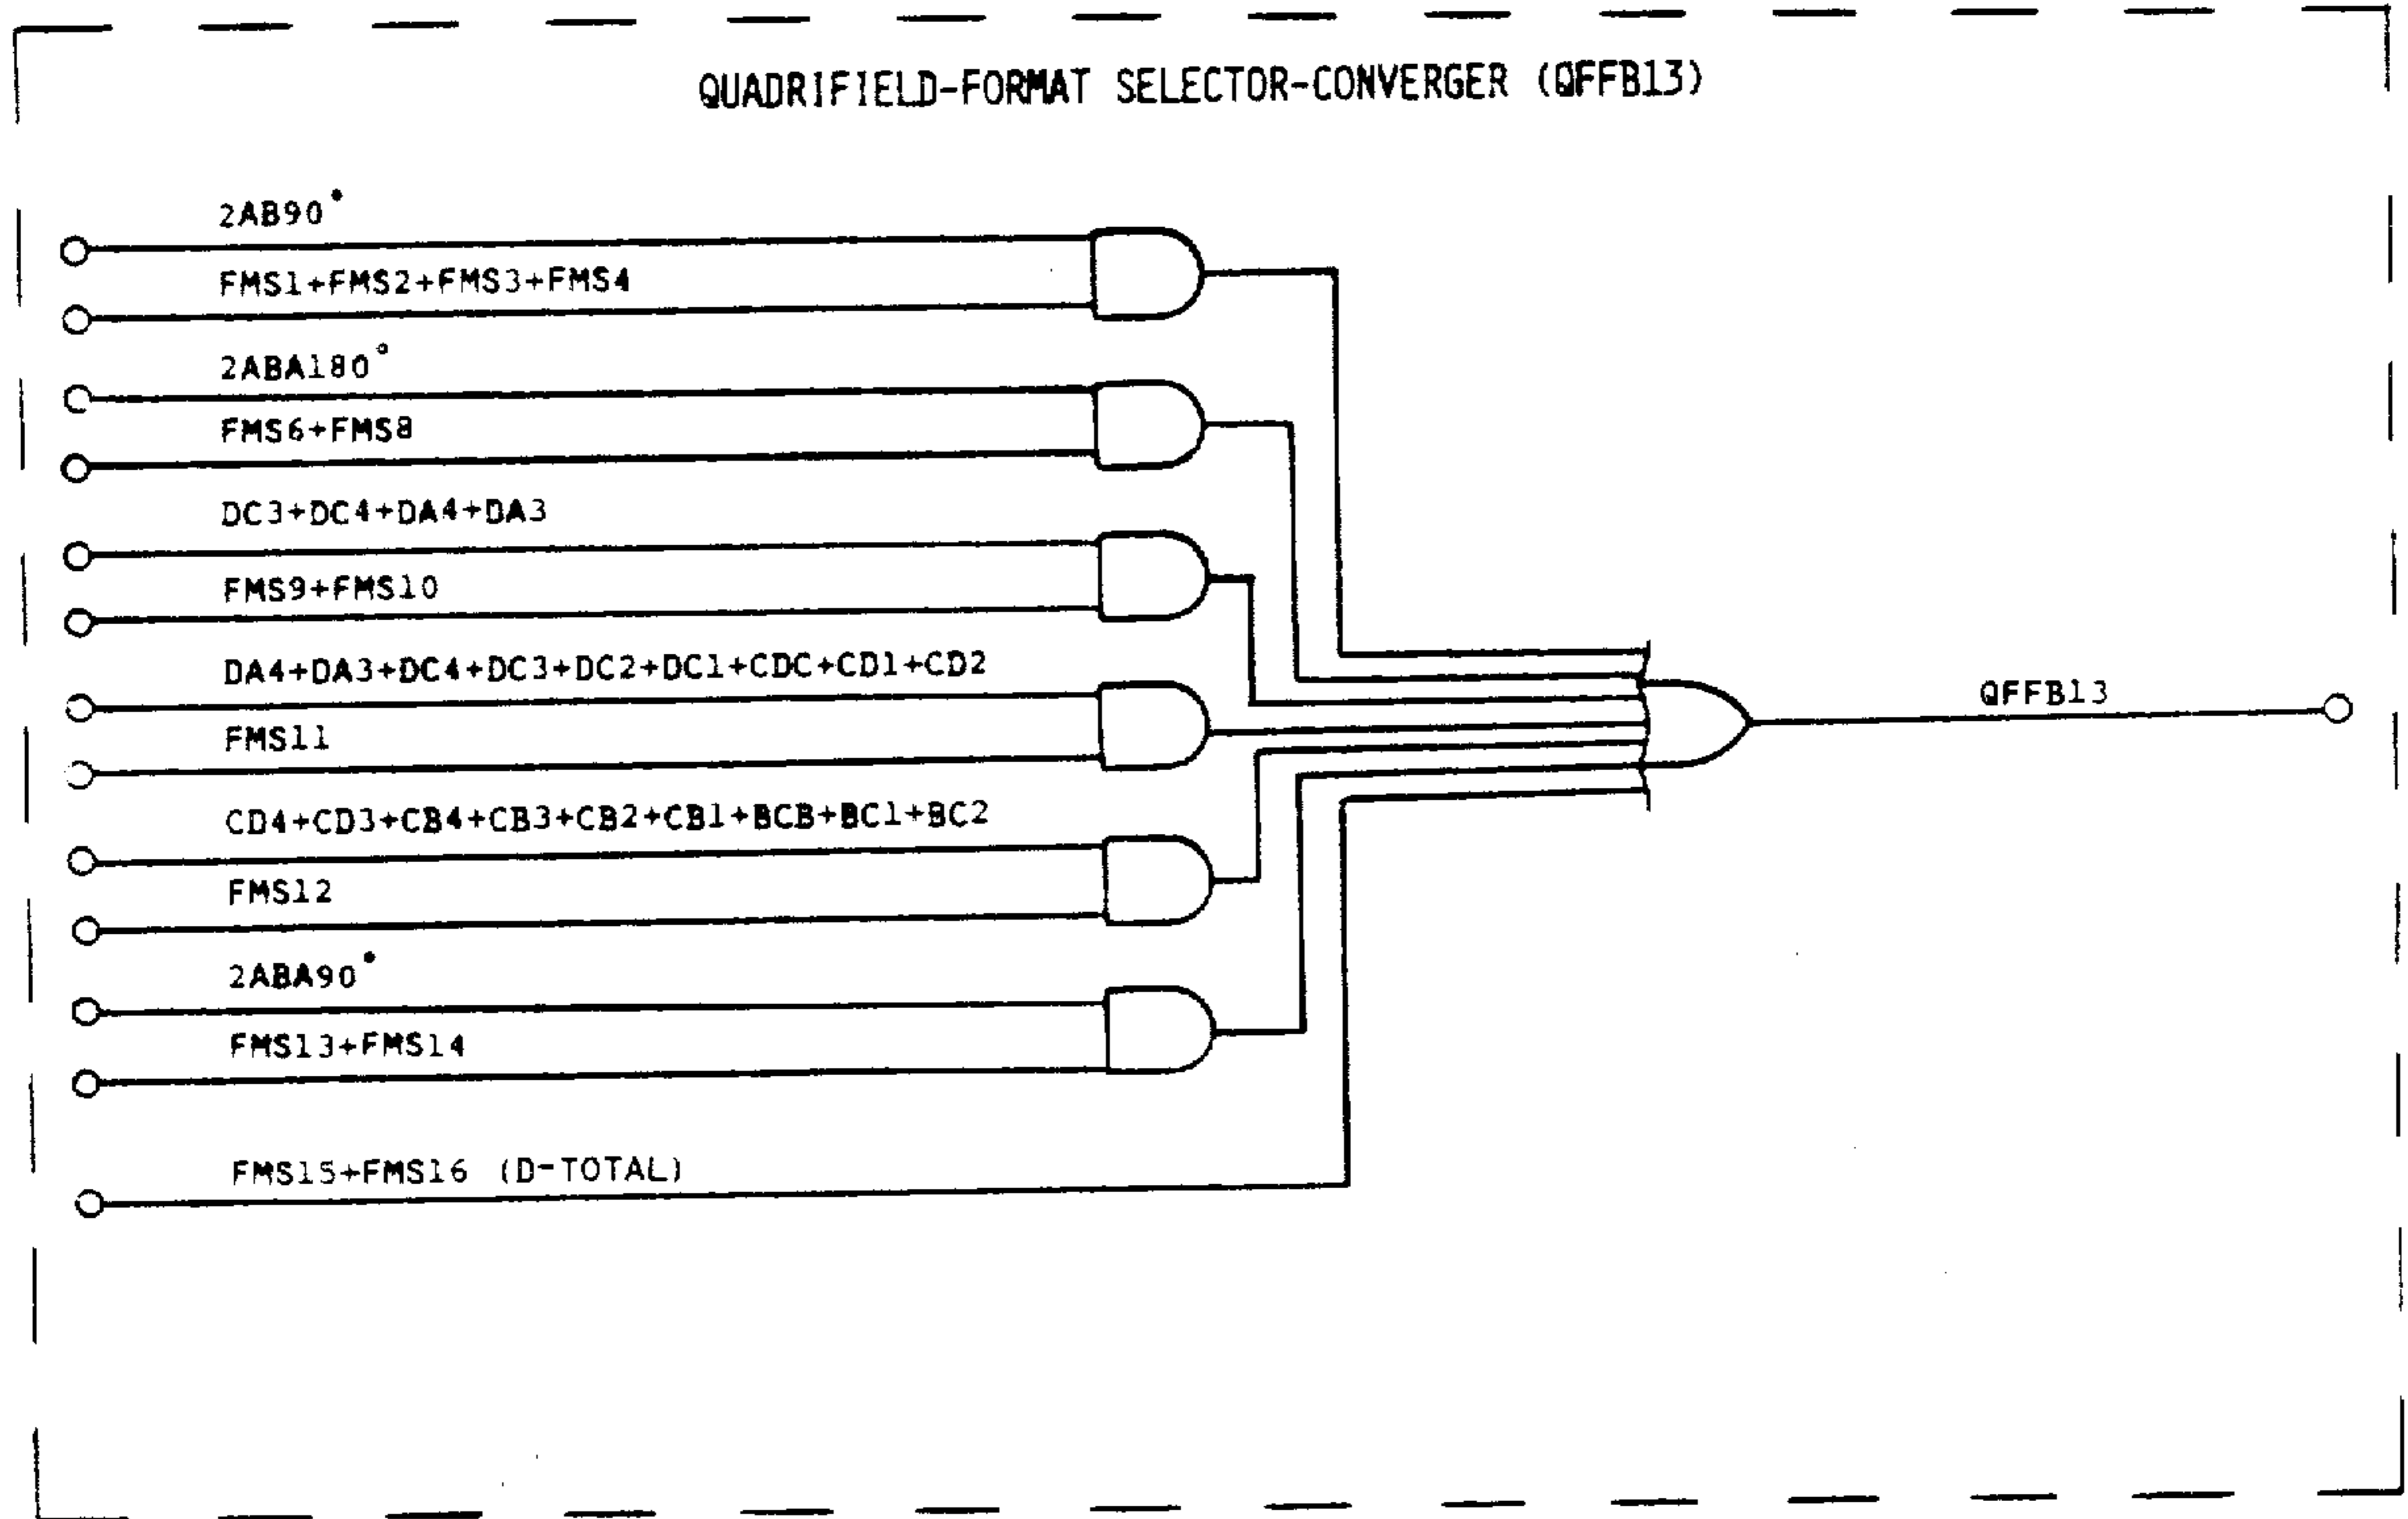 QUADRIFIELD-FORMAT SELECTOR-CONVERGER (QFFB13)
2AB90°
FMS1+FMS2+FMS3+FMS4
2ABA180°
FMS6+FMS8
DC3+DC4+DA4+DA3
FMS9+FMS10
DA4+DA3+DC4+DC3+DC2+DC1+CDC+CD1+CD2
QFFB13
FMS11
CD4+CD3+CB4+CB3+CB2+CB1+BCB+BC1+BC2
FMS12
2ABA90°
FMS13+FMS14
FMS15+FMS16 (D-TOTAL)